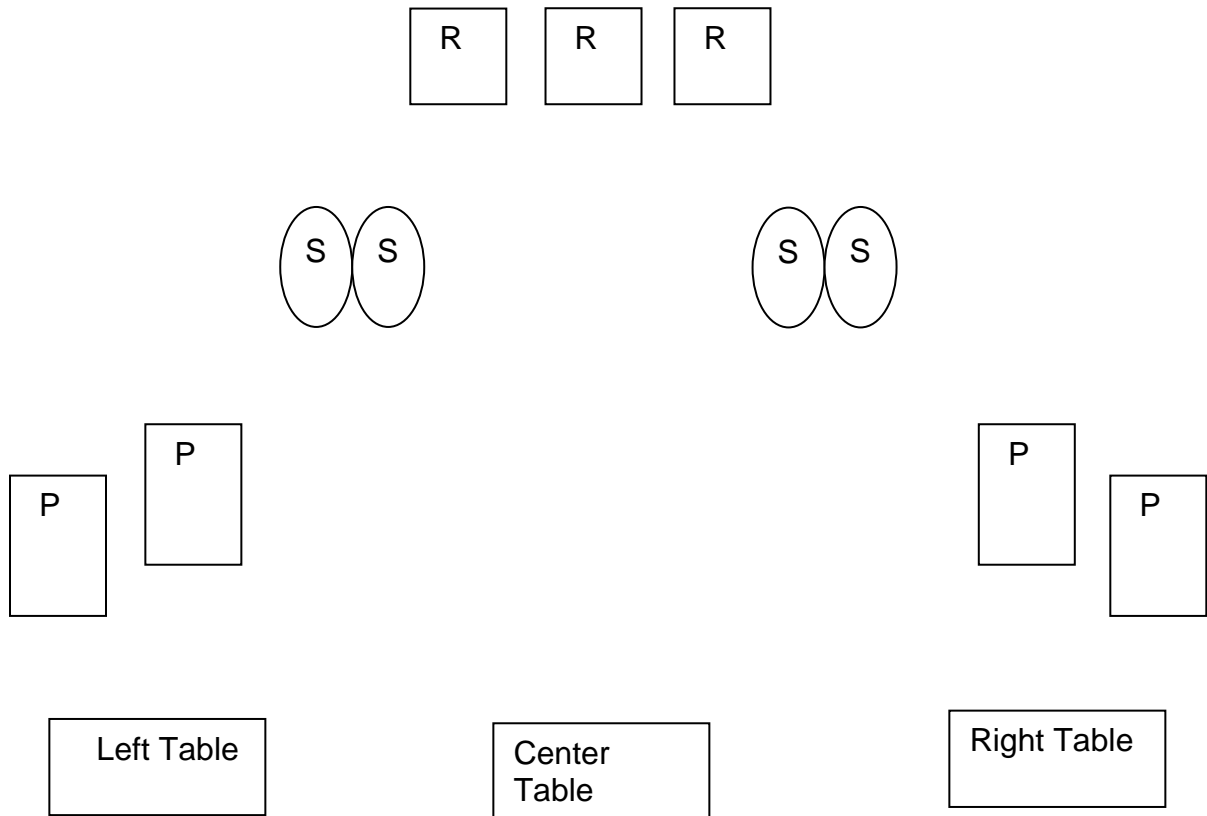 R R R
S S S S
P P
P P
Left Table Center Right Table
Table